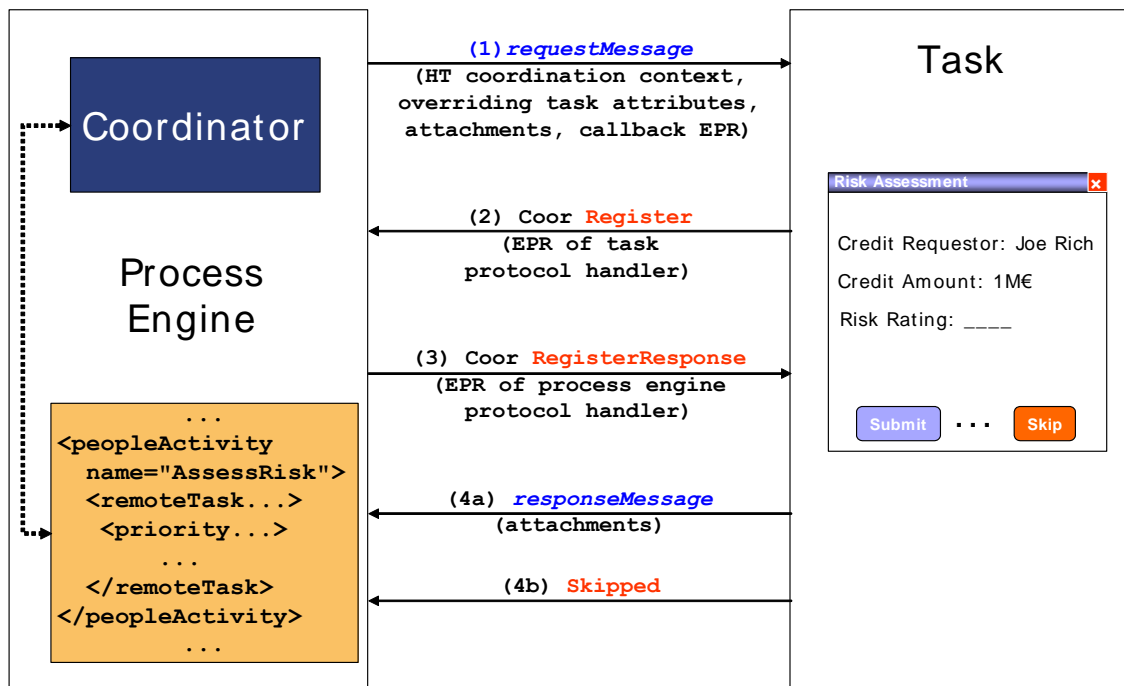 Coordinator
Process
Engine
...
<peopleActivity
name="AssessRisk">
<remoteTask...>
<priority...>
...
</remoteTask>
</peopleActivity>
...
(1) requestMessage
(HT coordination context,
overriding task attributes,
attachments, callback EPR)
(2) Coor Register
(EPR of task
protocol handler)
(3) Coor RegisterResponse
(EPR of process engine
protocol handler)
(4a) responseMessage
(attachments)
(4b) Skipped
Task
Risk Assessment x
Credit Requestor: Joe Rich
Credit Amount: 1M€
Risk Rating: ____
Submit ... Skip